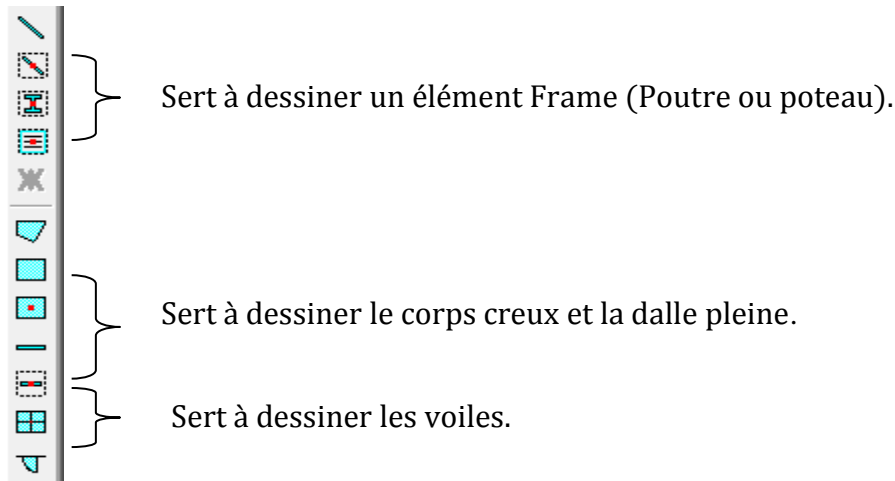 Sert à dessiner un élément Frame (Poutre ou poteau).
Sert à dessiner le corps creux et la dalle pleine.
Sert à dessiner les voiles.